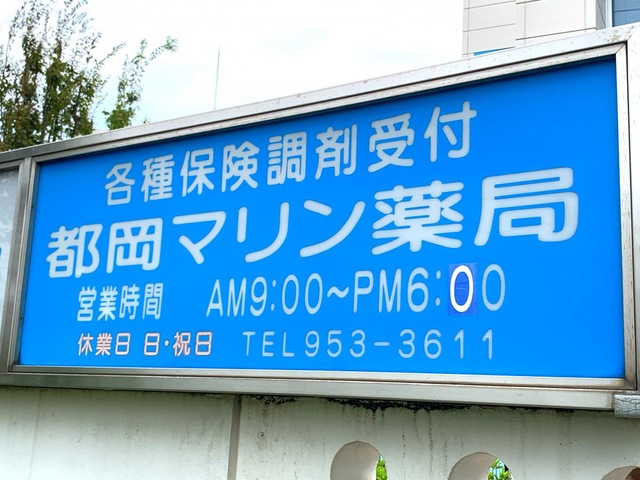 各種保険調剤受付
都岡マリン薬局
営業時間 AM9:00~PM6:00
休業日 日・祝日 TEL953-3611